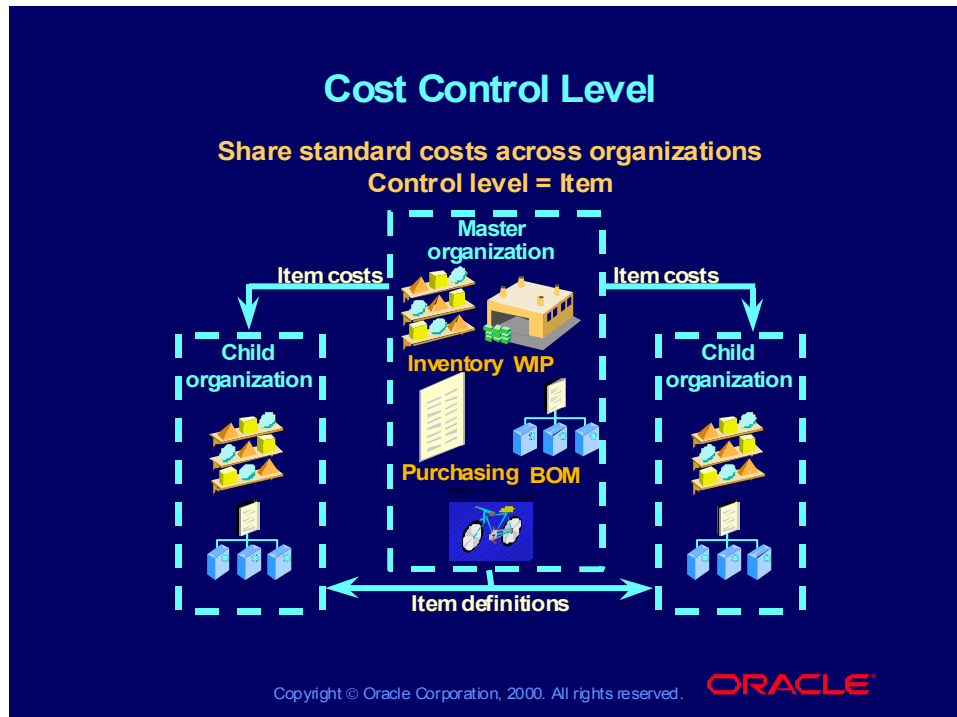 Cost Control Level
Share standard costs across organizations
Control level = Item
Master
organization
Item costs
Item costs
Child
organization
Inventory WIP
Child
organization
Purchasing BOM
Item definitions
Copyright © Oracle Corporation, 2000. All rights reserved.
ORACLE®